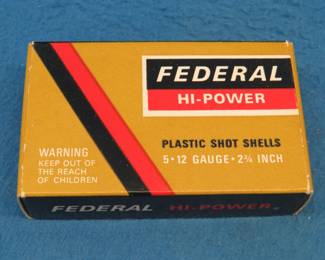 FEDERAL
HI-POWER
PLASTIC SHOT SHELLS
5 • 12 GAUGE • 2¾ INCH
WARNING
KEEP OUT OF
THE REACH
OF CHILDREN
FEDERAL HI-POWER